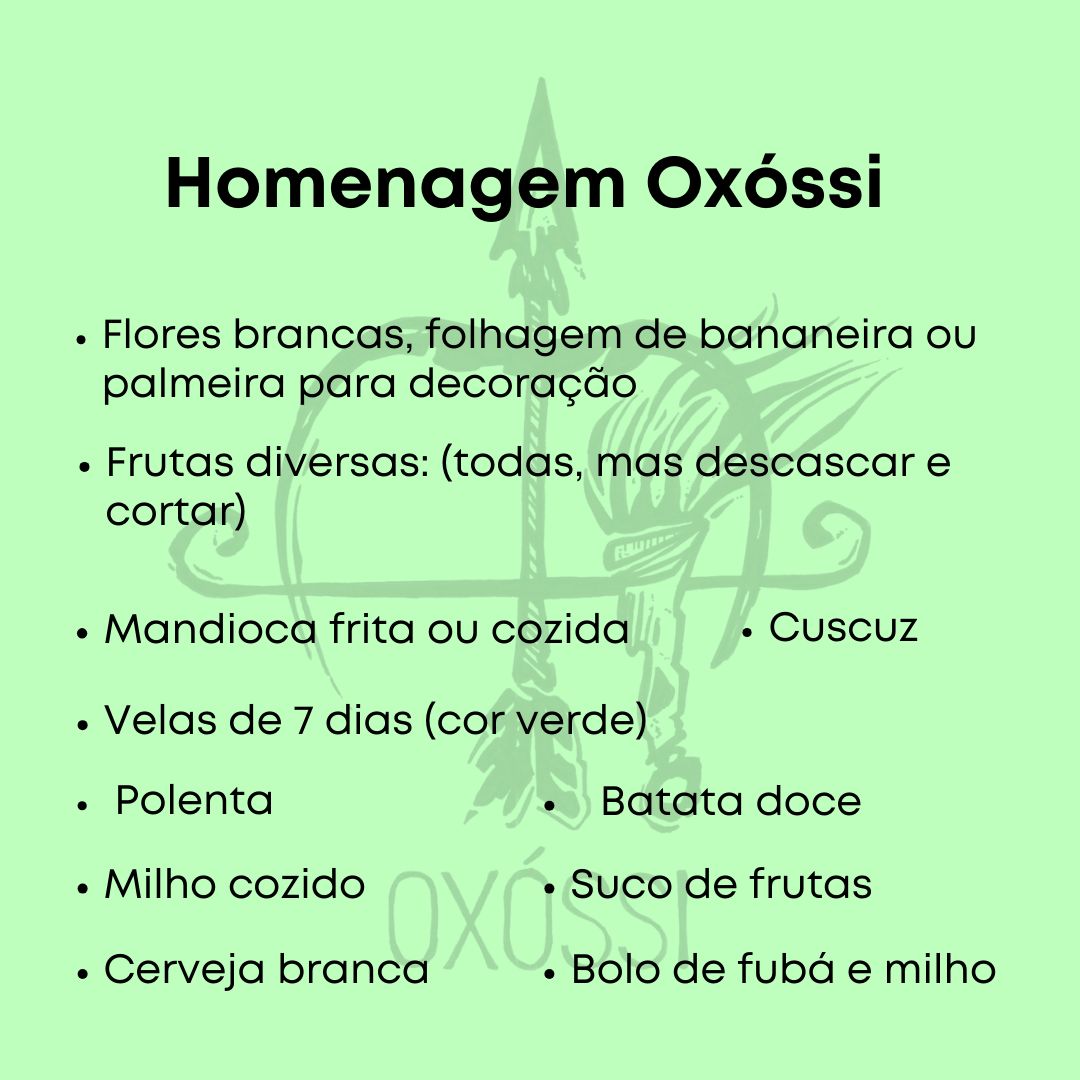 Homenagem Oxóssi
• Flores brancas, folhagem de bananeira ou
palmeira para decoração
• Frutas diversas: (todas, mas descascar e
cortar)
• Mandioca frita ou cozida
• Cuscuz
• Velas de 7 dias (cor verde)
• Polenta
• Batata doce
• Milho cozido
• Suco de frutas
• Cerveja branca
• Bolo de fubá e milho
OXÓSSI